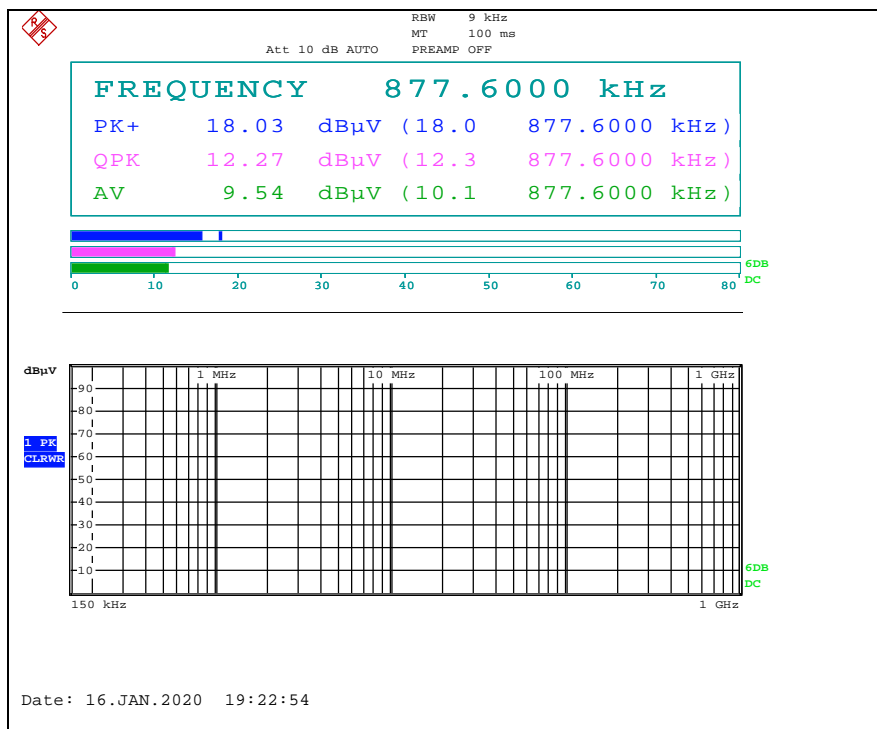 R S
RBW 9 kHz
MT 100 ms
Att 10 dB AUTO PREAMP OFF
FREQUENCY 877.6000 kHz
PK+ 18.03 dBµV (18.0 877.6000 kHz)
QPK 12.27 dBµV (12.3 877.6000 kHz)
AV 9.54 dBµV (10.1 877.6000 kHz)
6DB
DC
0 10 20 30 40 50 60 70 80
dBµV
1 MHz 10 MHz 100 MHz 1 GHz
90
80
70
1 PK
CLRWR
60
50
40
30
20
10
6DB
DC
150 kHz 1 GHz
Date: 16.JAN.2020 19:22:54